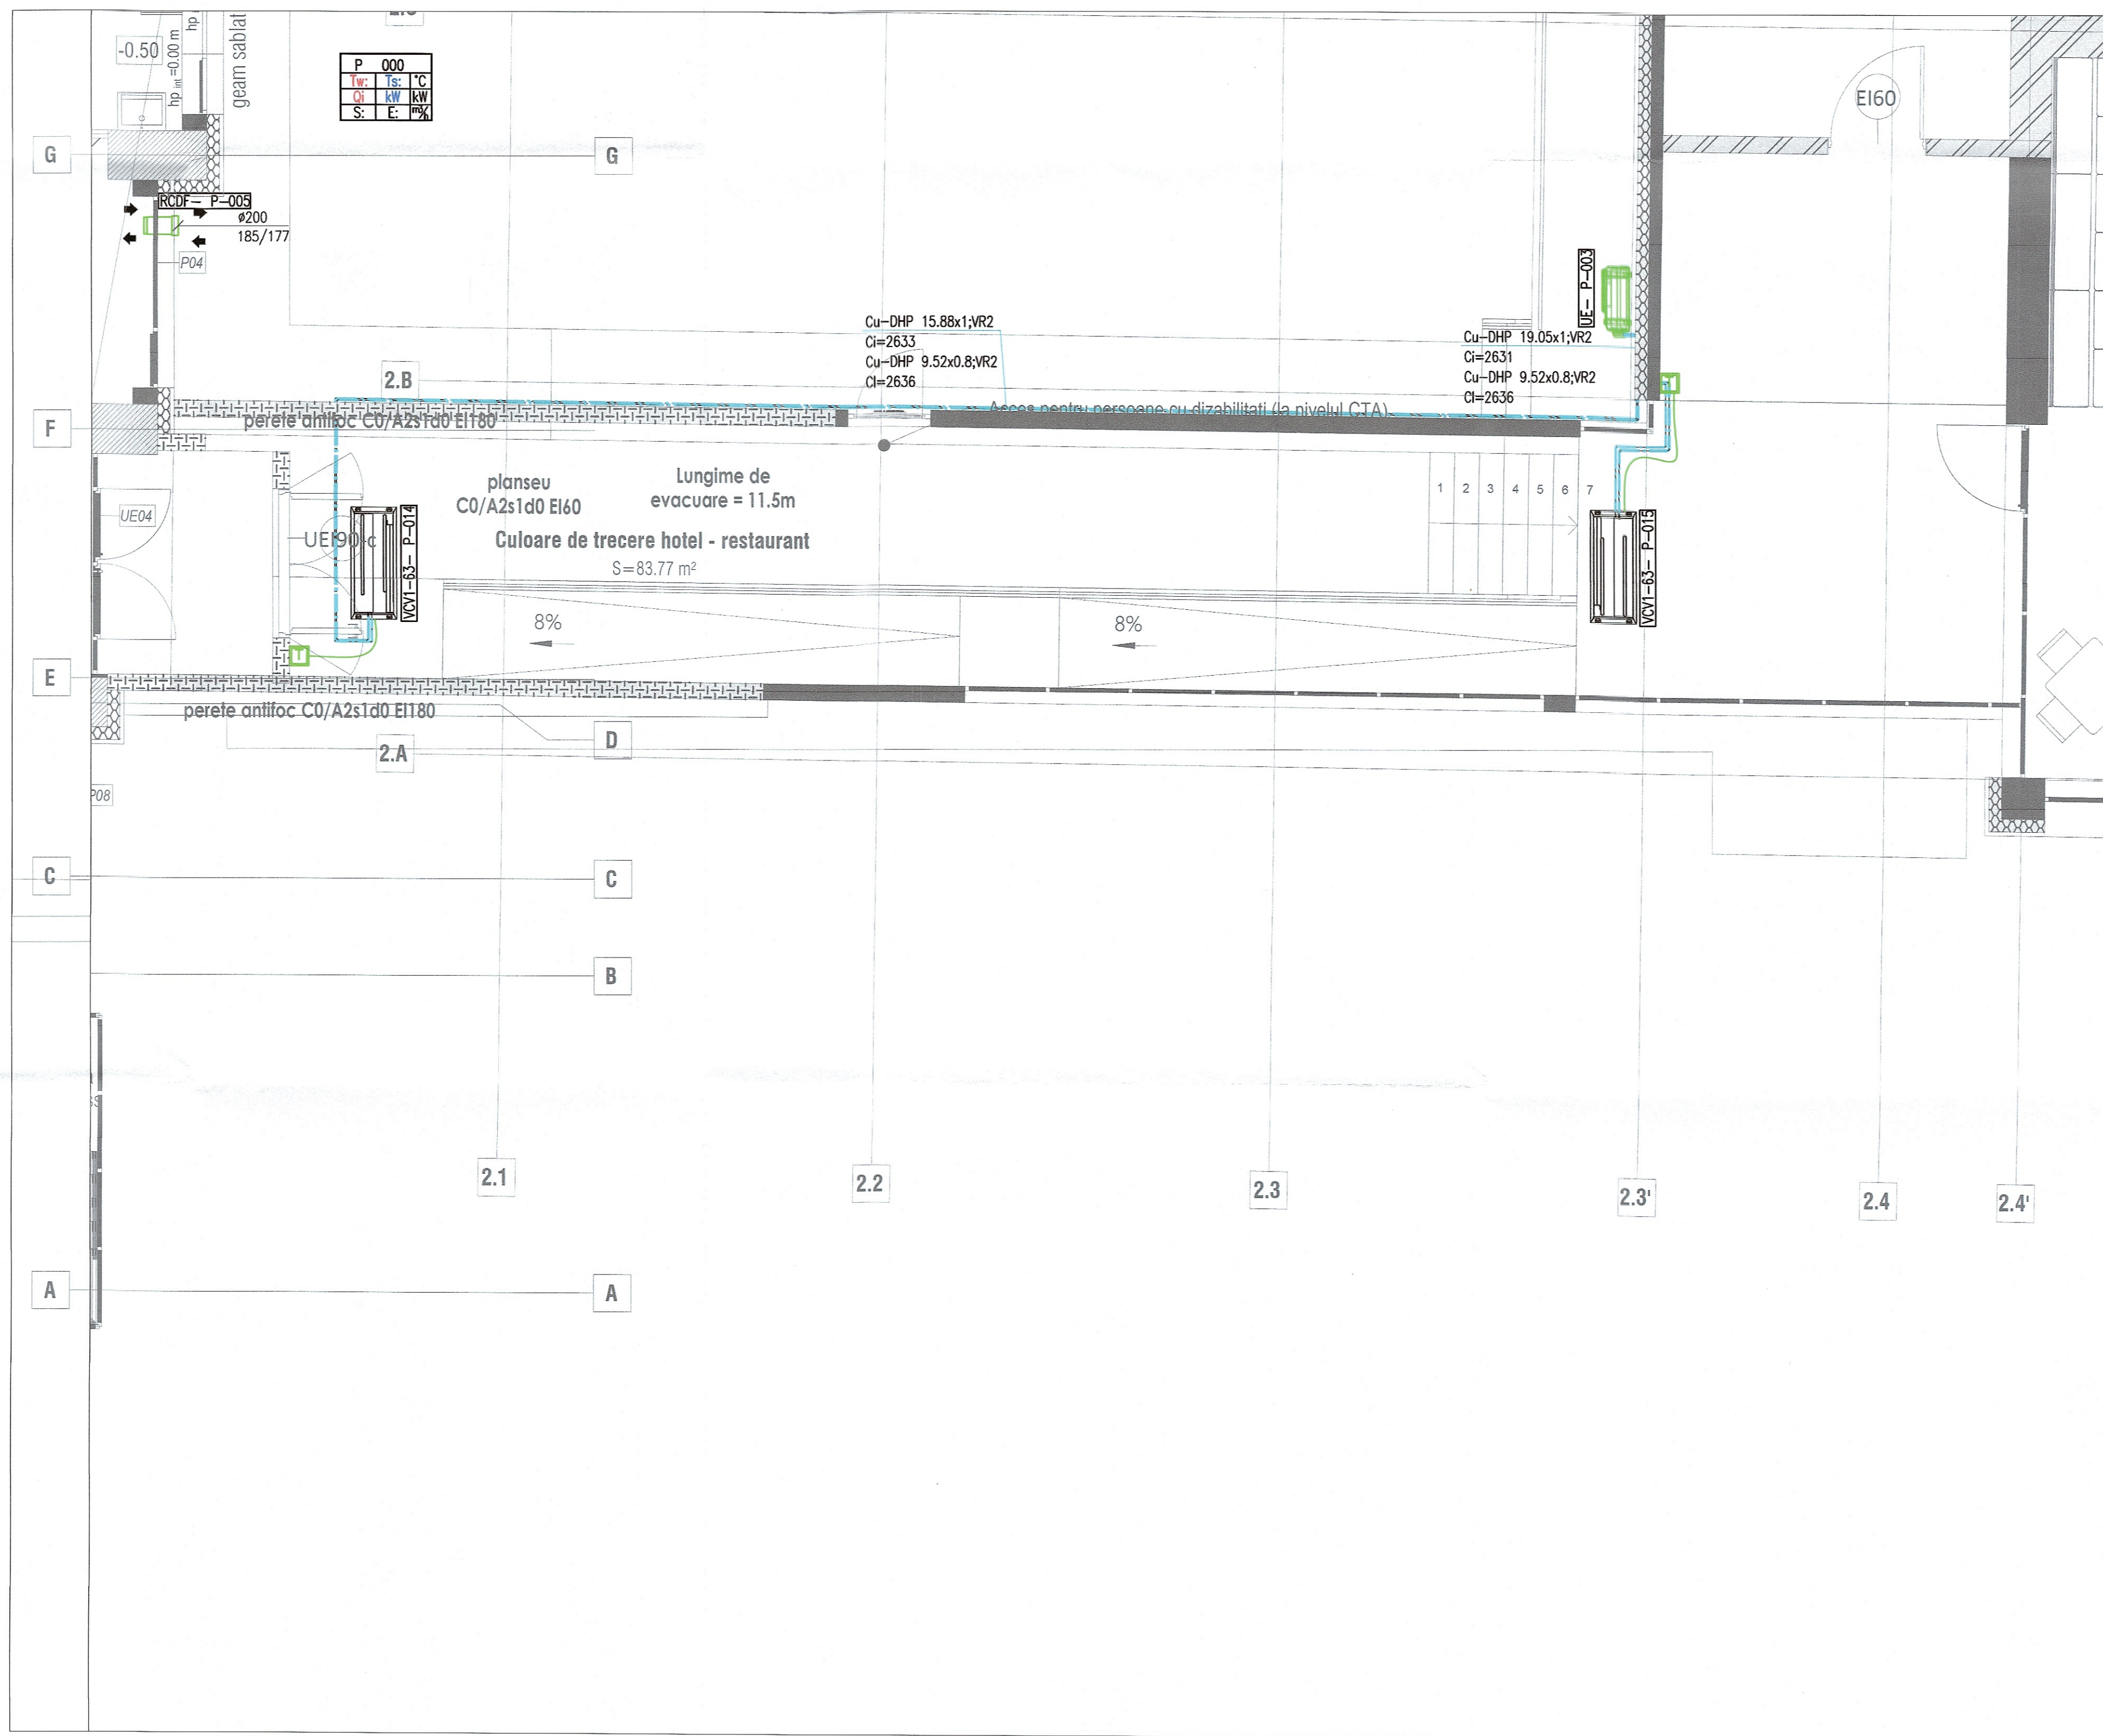 -0.50
hp int =0.00 m
hp
geam sablat
P 000
Tw: Ts: °C
Qi kW kW
S: E: m³/h
EI60
G
G
RCDF- P-005
ø200
185/177
P04
UE- P-003
Cu-DHP 15.88x1;VR2
Ci=2633
Cu-DHP 9.52x0.8;VR2
Cl=2636
Cu-DHP 19.05x1;VR2
Ci=2631
Cu-DHP 9.52x0.8;VR2
Cl=2636
2.B
Acces pentru persoane cu dizabilitati (la nivelul CTA)
F
perete antifoc C0/A2s1d0 EI180
planseu
C0/A2s1d0 EI60
Lungime de
evacuare = 11.5m
1 2 3 4 5 6 7
UE04
UEI90-c
VCV1-63- P-014
Culoare de trecere hotel - restaurant
S=83.77 m²
VCV1-63- P-015
8%
8%
E
perete antifoc C0/A2s1d0 EI180
D
2.A
P08
C
C
B
2.1
2.2
2.3
2.3'
2.4
2.4'
A
A